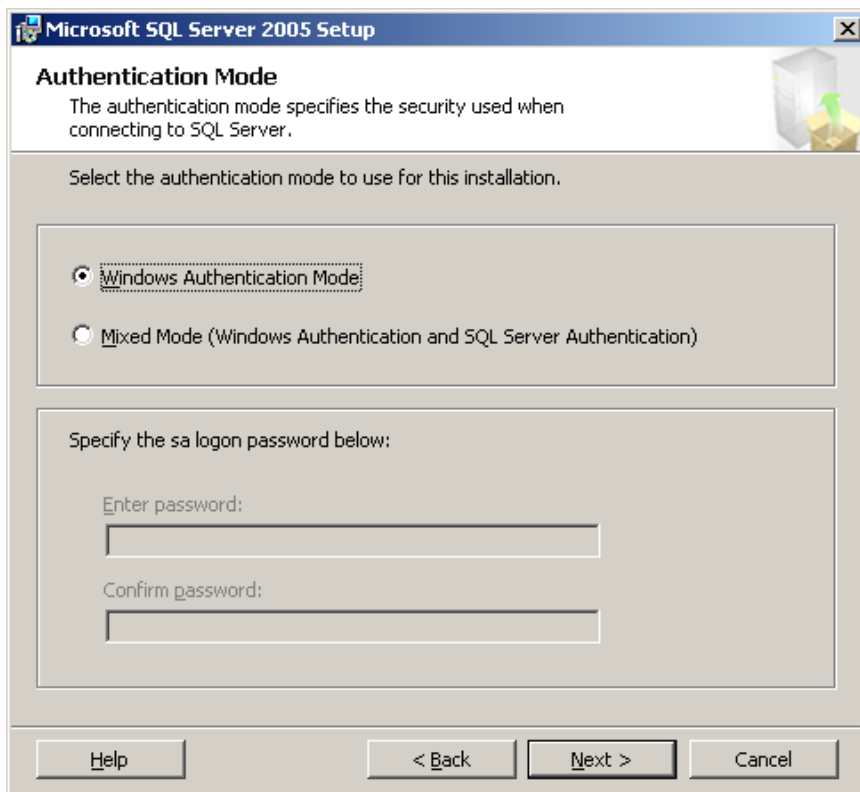 Microsoft SQL Server 2005 Setup
Authentication Mode
The authentication mode specifies the security used when
connecting to SQL Server.
Select the authentication mode to use for this installation.
Windows Authentication Mode
Mixed Mode (Windows Authentication and SQL Server Authentication)
Specify the sa logon password below:
Enter password:
Confirm password:
Help
< Back
Next >
Cancel